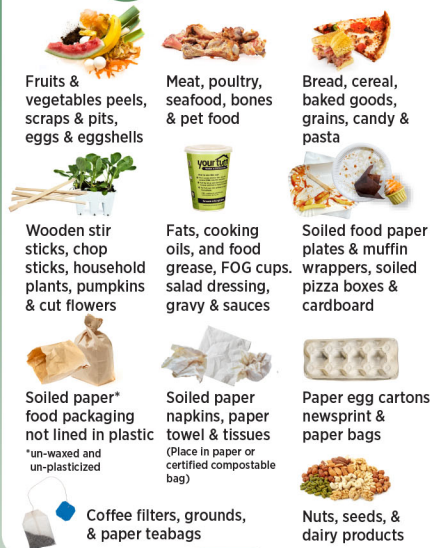 Fruits &
vegetables peels,
scraps & pits,
eggs & eggshells
Meat, poultry,
seafood, bones
& pet food
Bread, cereal,
baked goods,
grains, candy &
pasta
your turn
Wooden stir
sticks, chop
sticks, household
plants, pumpkins
& cut flowers
Fats, cooking
oils, and food
grease, FOG cups.
salad dressing,
gravy & sauces
Soiled food paper
plates & muffin
wrappers, soiled
pizza boxes &
cardboard
Soiled paper*
food packaging
not lined in plastic
*un-waxed and
un-plasticized
Soiled paper
napkins, paper
towel & tissues
(Place in paper or
certified compostable
bag)
Paper egg cartons
newsprint &
paper bags
Coffee filters, grounds,
& paper teabags
Nuts, seeds, &
dairy products